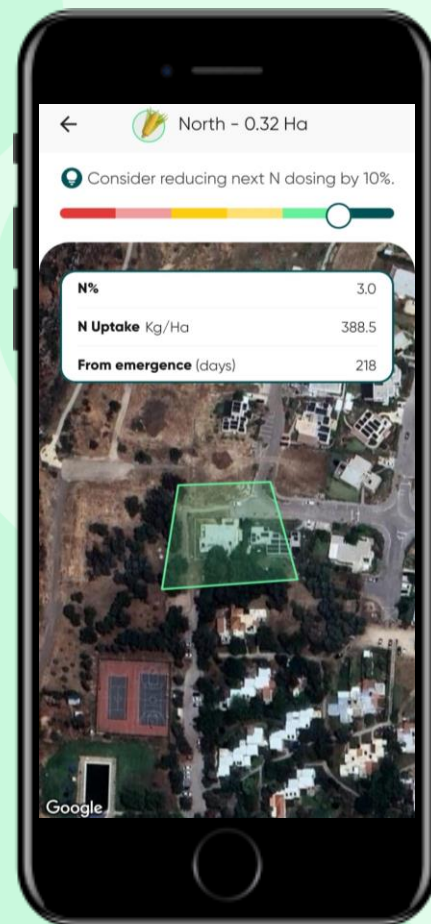 North - 0.32 Ha
Consider reducing next N dosing by 10%.
N% 3.0
N Uptake Kg/Ha 388.5
From emergence (days) 218
Google